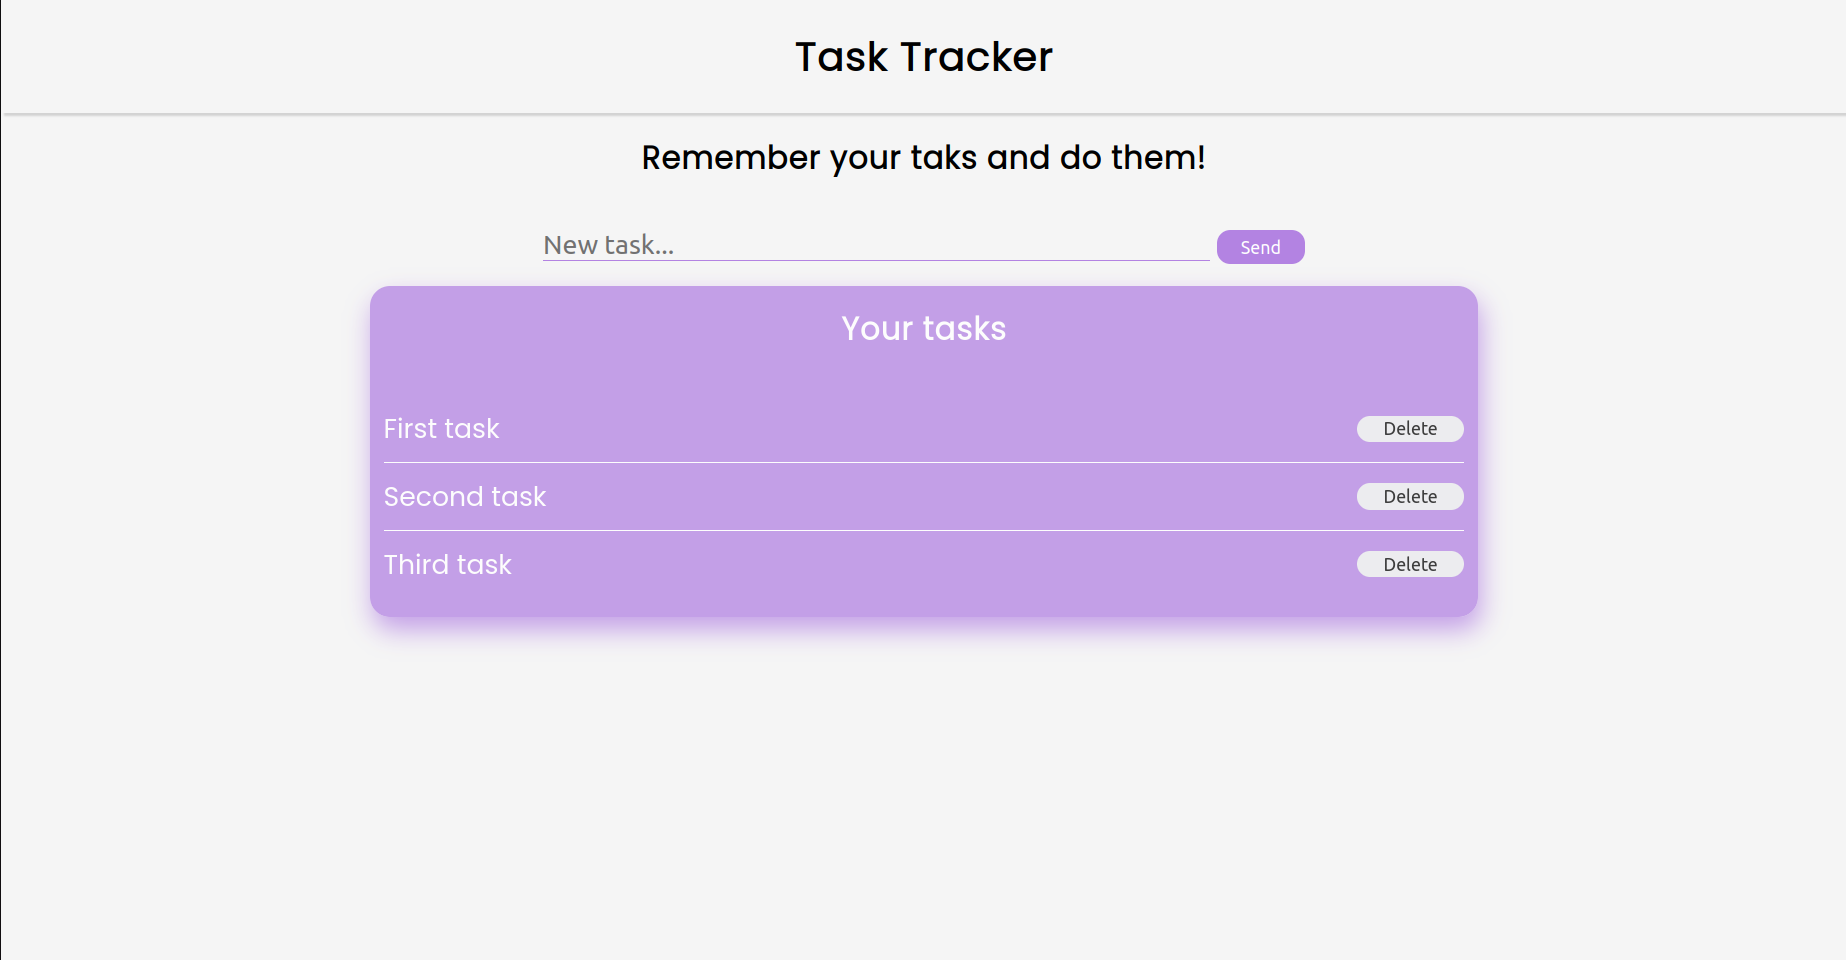 Task Tracker
Remember your taks and do them!
New task...
Send
Your tasks
First task
Delete
Second task
Delete
Third task
Delete